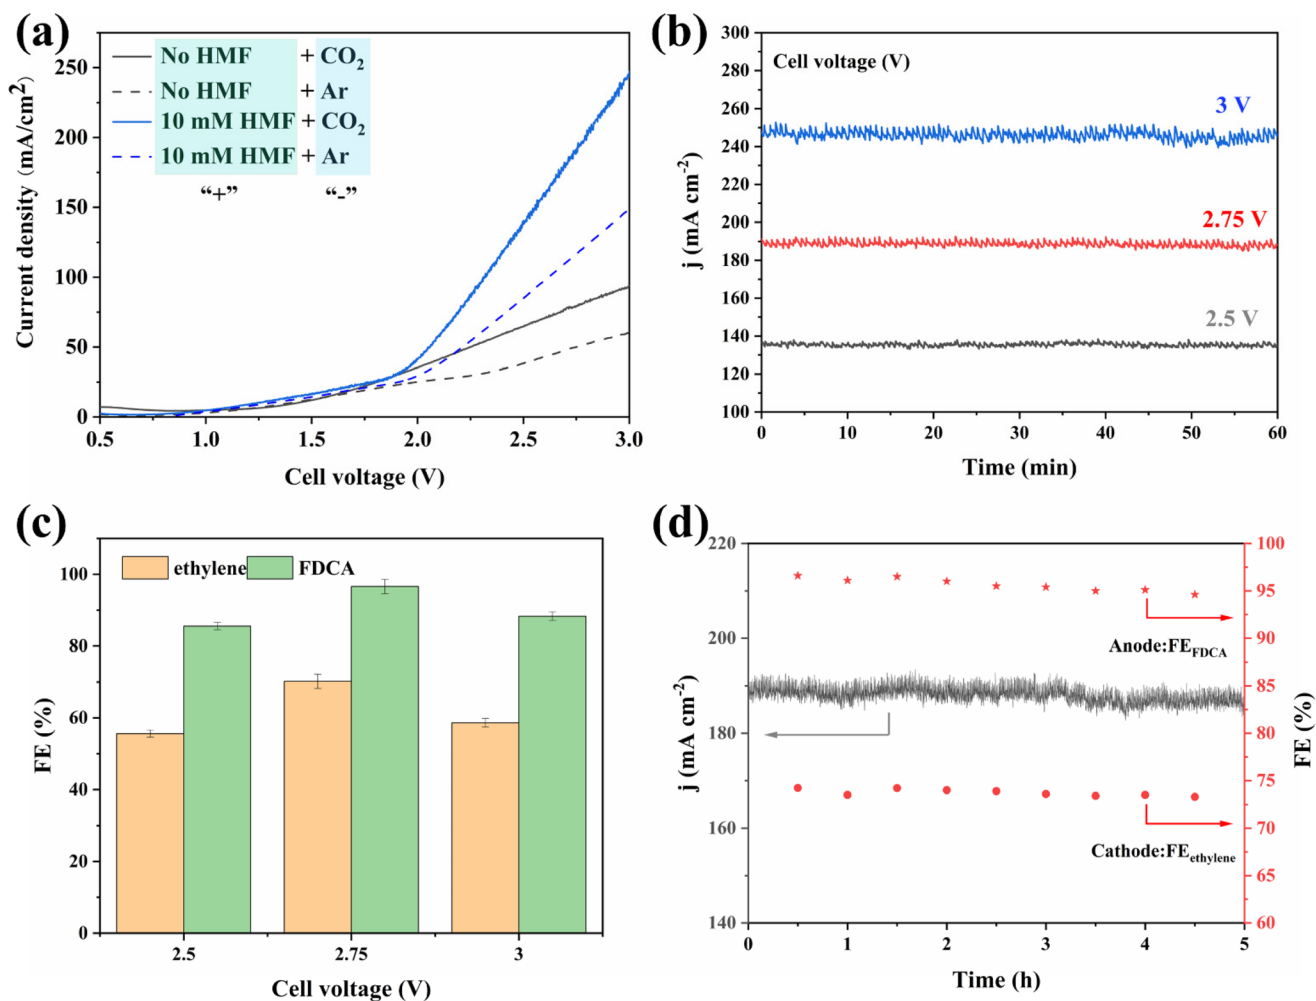 (a)
No HMF + CO₂
No HMF + Ar
10 mM HMF + CO₂
10 mM HMF + Ar
“+” “-”
Current density (mA/cm²)
250
200
150
100
50
0
0.5 1.0 1.5 2.0 2.5 3.0
Cell voltage (V)
(b)
Cell voltage (V)
3 V
2.75 V
2.5 V
j (mA cm⁻²)
300
280
260
240
220
200
180
160
140
120
100
0 10 20 30 40 50 60
Time (min)
(c)
ethylene FDCA
FE (%)
100
80
60
40
20
0
2.5 2.75 3
Cell voltage (V)
(d)
j (mA cm⁻²)
220
200
180
160
140
Anode:FE_FDCA
Cathode:FE_ethylene
100
95
90
85
80
75
70
65
60
FE (%)
0 1 2 3 4 5
Time (h)